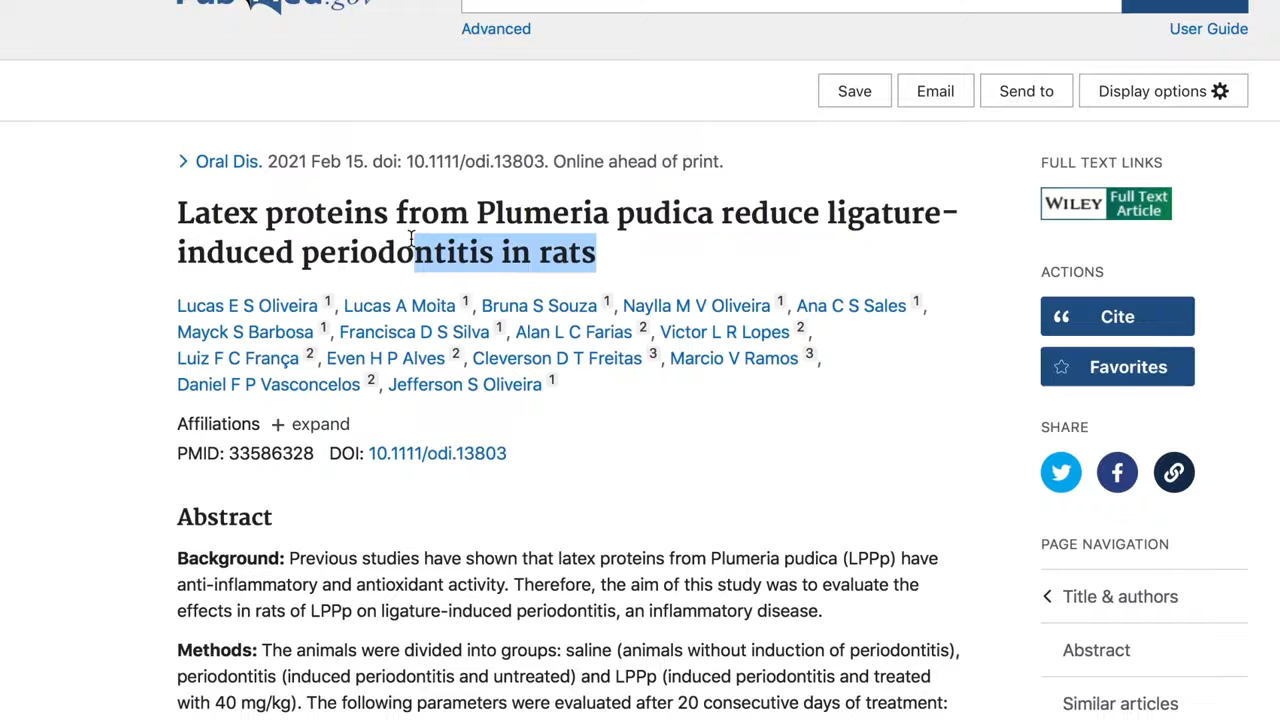 Advanced
User Guide
Save
Email
Send to
Display options
Oral Dis. 2021 Feb 15. doi: 10.1111/odi.13803. Online ahead of print.
Latex proteins from Plumeria pudica reduce ligature-
induced periodontitis in rats
Lucas E S Oliveira 1, Lucas A Moita 1, Bruna S Souza 1, Naylla M V Oliveira 1, Ana C S Sales 1,
Mayck S Barbosa 1, Francisca D S Silva 1, Alan L C Farias 2, Victor L R Lopes 2,
Luiz F C França 2, Even H P Alves 2, Cleverson D T Freitas 3, Marcio V Ramos 3,
Daniel F P Vasconcelos 2, Jefferson S Oliveira 1
Affiliations + expand
PMID: 33586328 DOI: 10.1111/odi.13803
Abstract
Background: Previous studies have shown that latex proteins from Plumeria pudica (LPPp) have
anti-inflammatory and antioxidant activity. Therefore, the aim of this study was to evaluate the
effects in rats of LPPp on ligature-induced periodontitis, an inflammatory disease.
Methods: The animals were divided into groups: saline (animals without induction of periodontitis),
periodontitis (induced periodontitis and untreated) and LPPp (induced periodontitis and treated
with 40 mg/kg). The following parameters were evaluated after 20 consecutive days of treatment:
FULL TEXT LINKS
WILEY Full Text
Article
ACTIONS
Cite
Favorites
SHARE
PAGE NAVIGATION
Title & authors
Abstract
Similar articles